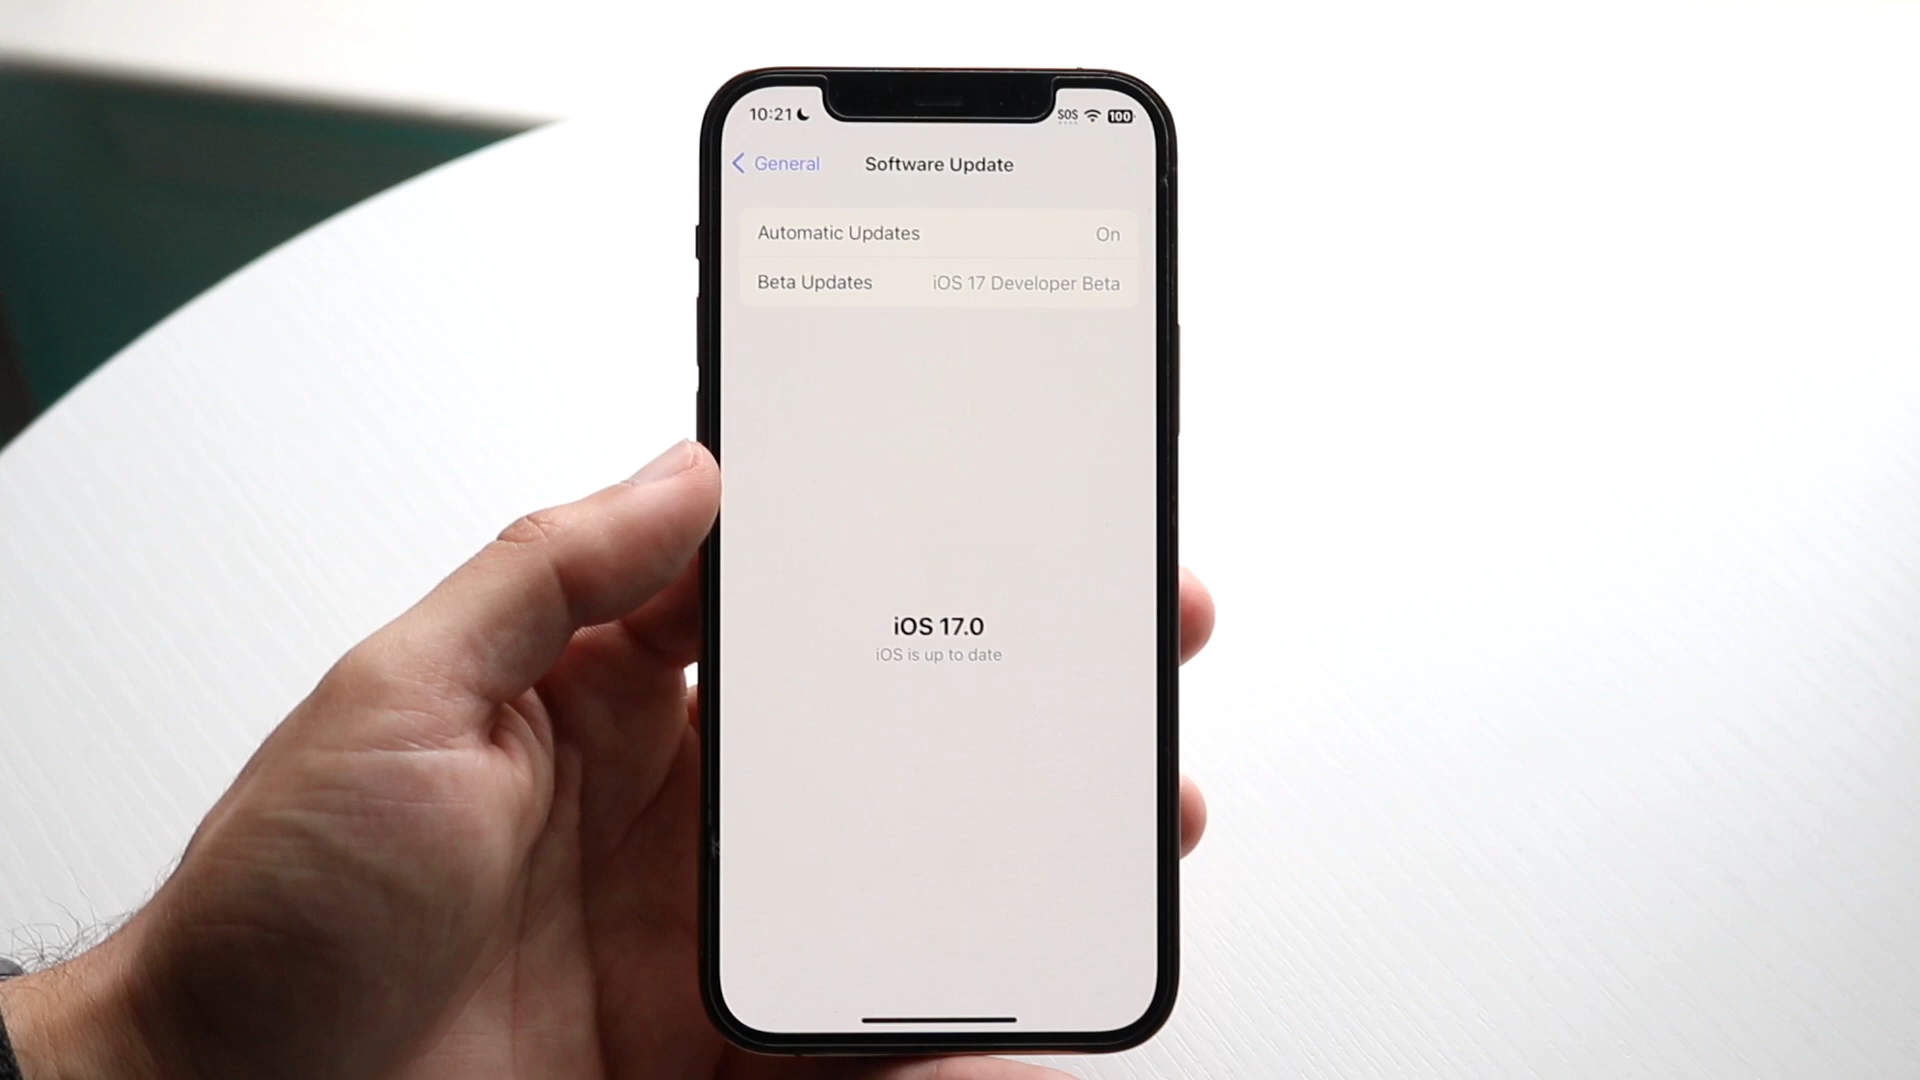 10:21
SOS
100
General
Software Update
Automatic Updates On
Beta Updates iOS 17 Developer Beta
iOS 17.0
iOS is up to date